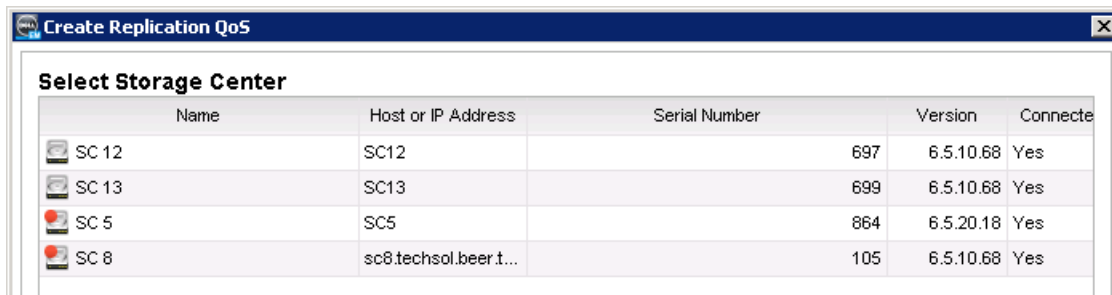 Create Replication QoS
Select Storage Center
Name Host or IP Address Serial Number Version Connecte
SC 12 SC12 697 6.5.10.68 Yes
SC 13 SC13 699 6.5.10.68 Yes
SC 5 SC5 864 6.5.20.18 Yes
SC 8 sc8.techsol.beer.t... 105 6.5.10.68 Yes